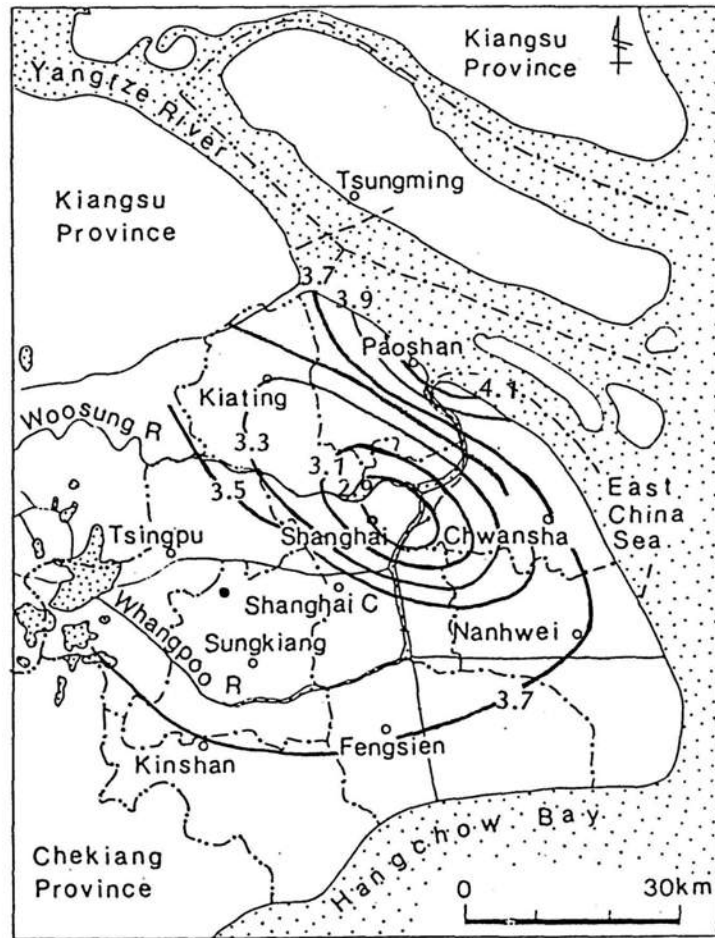 Kiangsu
Province
Yangtze River
Tsungming
Kiangsu
Province
3.7
3.9
Paoshan
4.1
Kiating
Woosung R
3.3
3.1
2.9
3.5
East
China
Sea
Tsingpu
Shanghai
Chwansha
Shanghai C
Whangpoo R
Sungkiang
Nanhwei
3.7
Fengsien
Kinshan
Hangchow Bay
Chekiang
Province
0 30km